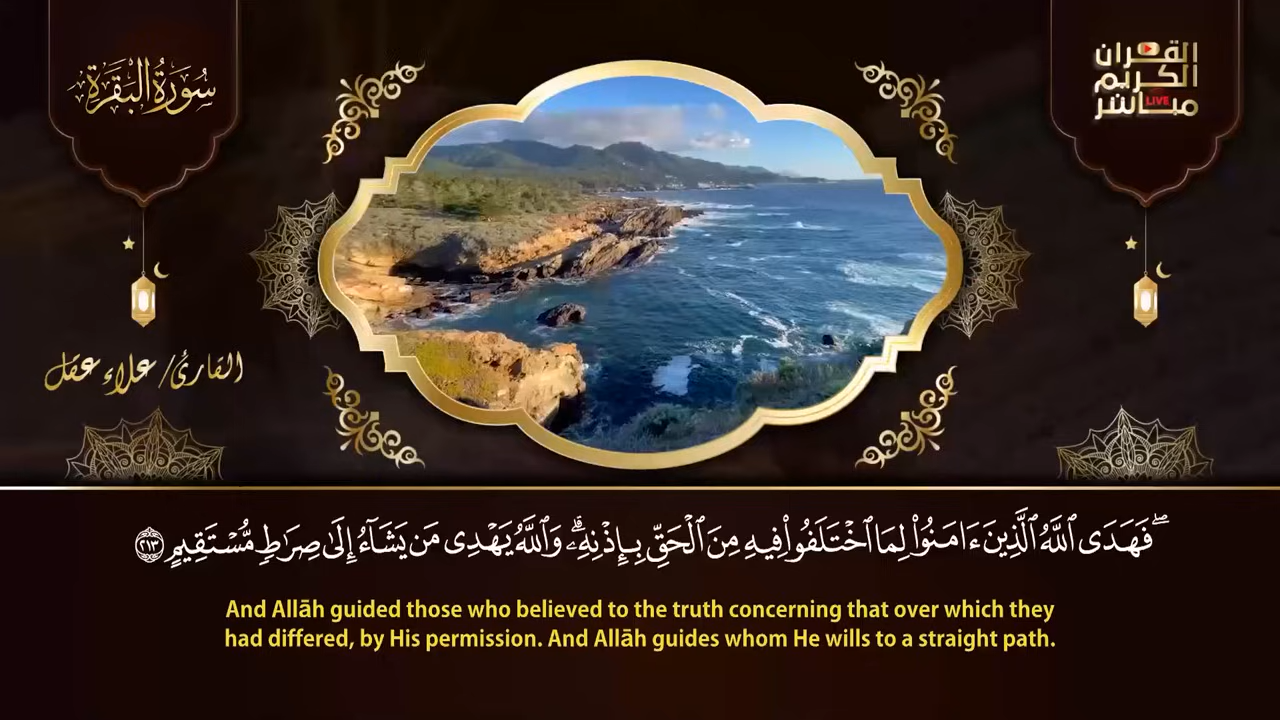 سُورَةُ البَقَرَةِ
القرآن
الكريم
LIVE
مباشر
القارئ/ علاء عقل
ۖ فَهَدَى ٱللَّهُ ٱلَّذِينَ ءَامَنُوا۟ لِمَا ٱخْتَلَفُوا۟ فِيهِ مِنَ ٱلْحَقِّ بِإِذْنِهِۦۗ وَٱللَّهُ يَهْدِى مَن يَشَآءُ إِلَىٰ صِرَٰطٍ مُّسْتَقِيمٍ ٢١٣
And Allāh guided those who believed to the truth concerning that over which they
had differed, by His permission. And Allāh guides whom He wills to a straight path.